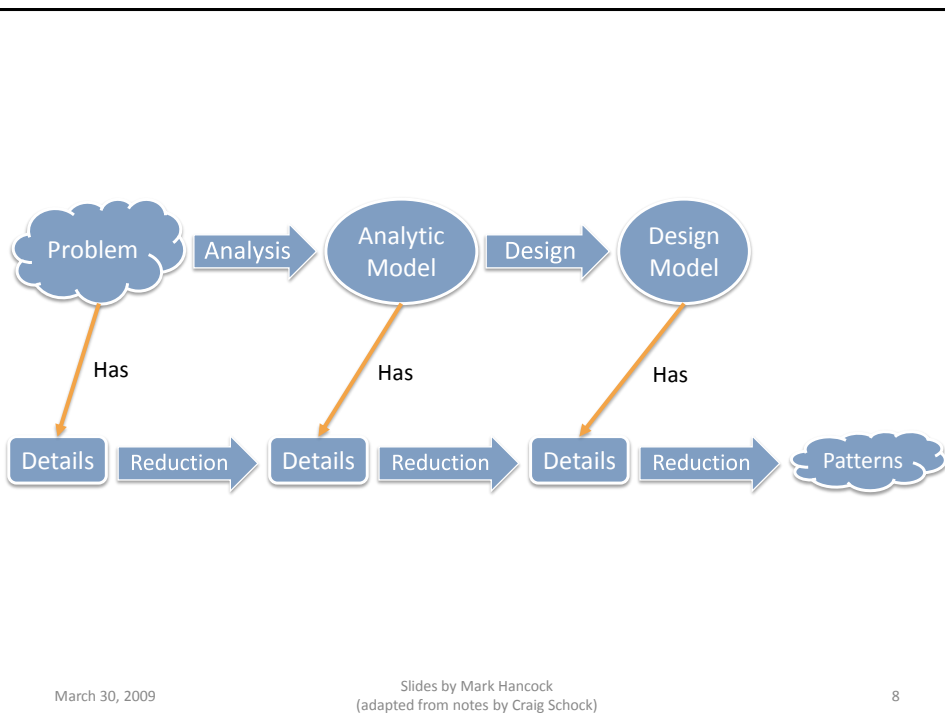 Problem
Analysis
Analytic
Model
Design
Design
Model
Has
Has
Has
Details
Reduction
Details
Reduction
Details
Reduction
Patterns
March 30, 2009
Slides by Mark Hancock
(adapted from notes by Craig Schock)
8